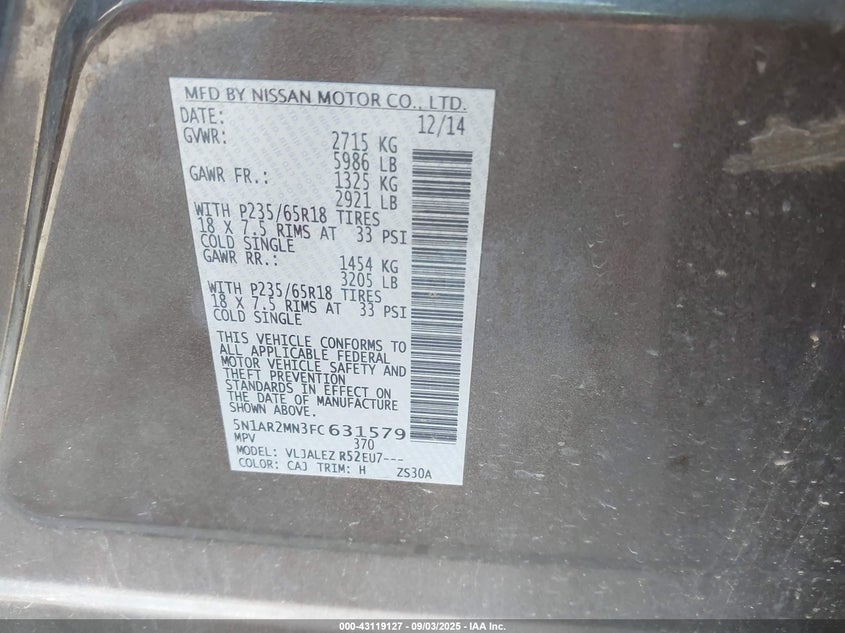 MFD BY NISSAN MOTOR CO., LTD.
DATE: 12/14
GVWR: 2715 KG
5986 LB
GAWR FR.: 1325 KG
2921 LB
WITH P235/65R18 TIRES
18 X 7.5 RIMS AT 33 PSI
COLD SINGLE
GAWR RR.: 1454 KG
3205 LB
WITH P235/65R18 TIRES
18 X 7.5 RIMS AT 33 PSI
COLD SINGLE
THIS VEHICLE CONFORMS TO
ALL APPLICABLE FEDERAL
MOTOR VEHICLE SAFETY AND
THEFT PREVENTION
STANDARDS IN EFFECT ON
THE DATE OF MANUFACTURE
SHOWN ABOVE.
5N1AR2MN3FC631579
MPV 370
MODEL: VLJALEZ R52EU7---
COLOR: CAJ TRIM: H ZS30A
000-43119127 - 09/03/2025 - IAA Inc.